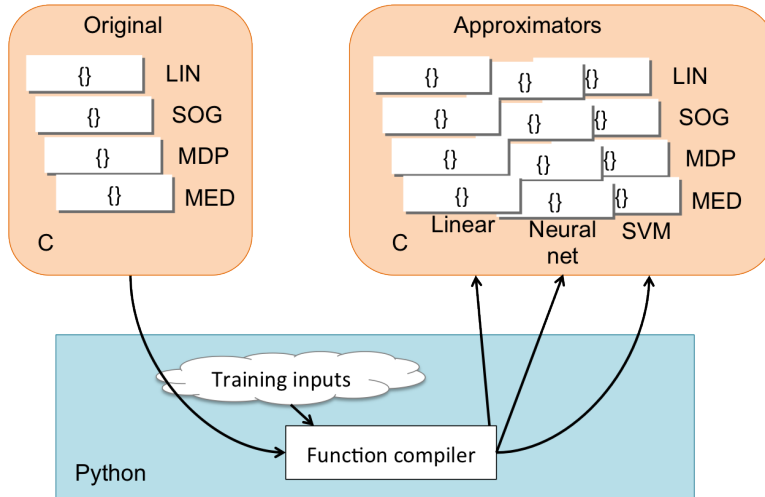 Original
{} LIN
{} SOG
{} MDP
{} MED
C
Approximators
{} {} {} LIN
{} {} {} SOG
{} {} {} MDP
{} {} {} MED
Linear
Neural
net
SVM
C
Training inputs
Function compiler
Python